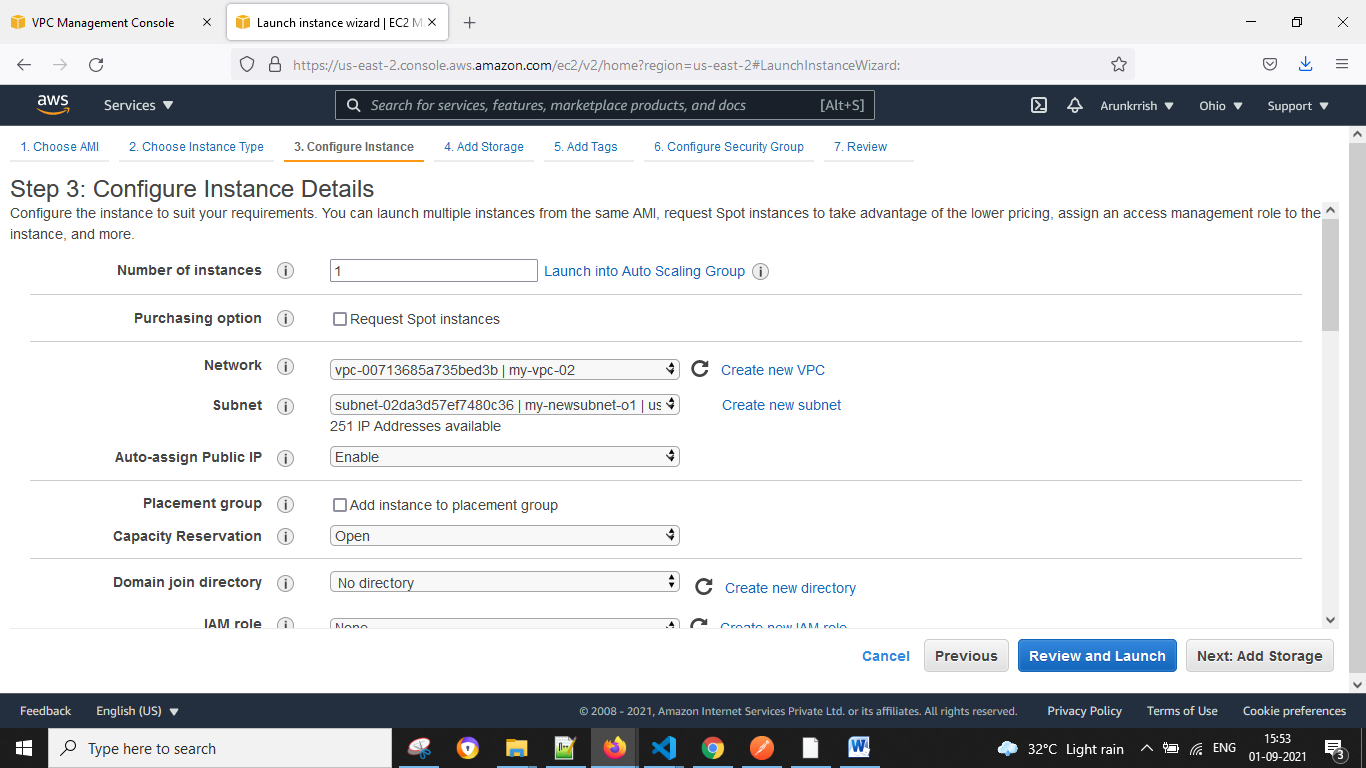 VPC Management Console
Launch instance wizard | EC2 M
https://us-east-2.console.aws.amazon.com/ec2/v2/home?region=us-east-2#LaunchInstanceWizard:
aws
Services
Search for services, features, marketplace products, and docs
[Alt+S]
Arunkrrish
Ohio
Support
1. Choose AMI
2. Choose Instance Type
3. Configure Instance
4. Add Storage
5. Add Tags
6. Configure Security Group
7. Review
Step 3: Configure Instance Details
Configure the instance to suit your requirements. You can launch multiple instances from the same AMI, request Spot instances to take advantage of the lower pricing, assign an access management role to the
instance, and more.
Number of instances
1
Launch into Auto Scaling Group
Purchasing option
Request Spot instances
Network
vpc-00713685a735bed3b | my-vpc-02
Create new VPC
Subnet
subnet-02da3d57ef7480c36 | my-newsubnet-o1 | us
Create new subnet
251 IP Addresses available
Auto-assign Public IP
Enable
Placement group
Add instance to placement group
Capacity Reservation
Open
Domain join directory
No directory
Create new directory
IAM role
None
Create new IAM role
Cancel
Previous
Review and Launch
Next: Add Storage
Feedback
English (US)
© 2008 - 2021, Amazon Internet Services Private Ltd. or its affiliates. All rights reserved.
Privacy Policy
Terms of Use
Cookie preferences
Type here to search
32°C Light rain
ENG
15:53
01-09-2021
3